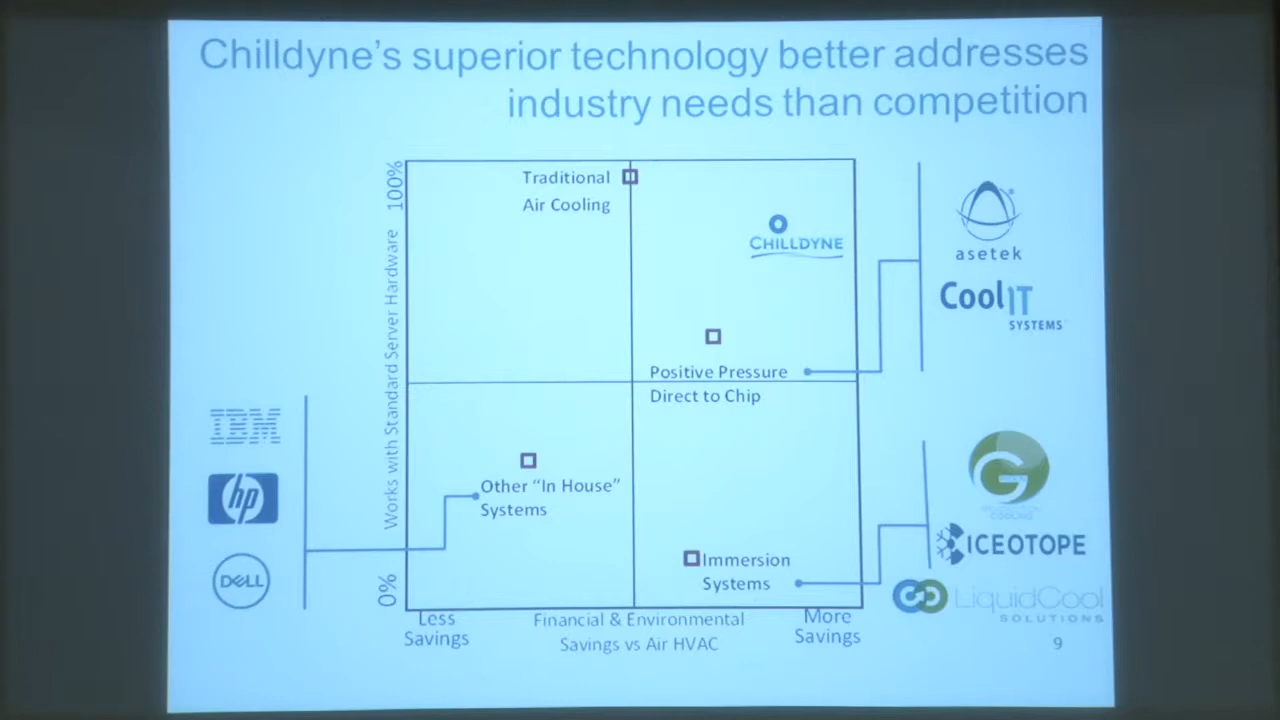 Chilldyne's superior technology better addresses
industry needs than competition
100%
Works with Standard Server Hardware
0%
Traditional
Air Cooling
CHILLDYNE
Positive Pressure
Direct to Chip
Other “In House”
Systems
Immersion
Systems
Less
Savings
Financial & Environmental
Savings vs Air HVAC
More
Savings
IBM
hp
DELL
asetek
CoolIT
SYSTEMS
G
COOLING
ICEOTOPE
LiquidCool
SOLUTIONS
9